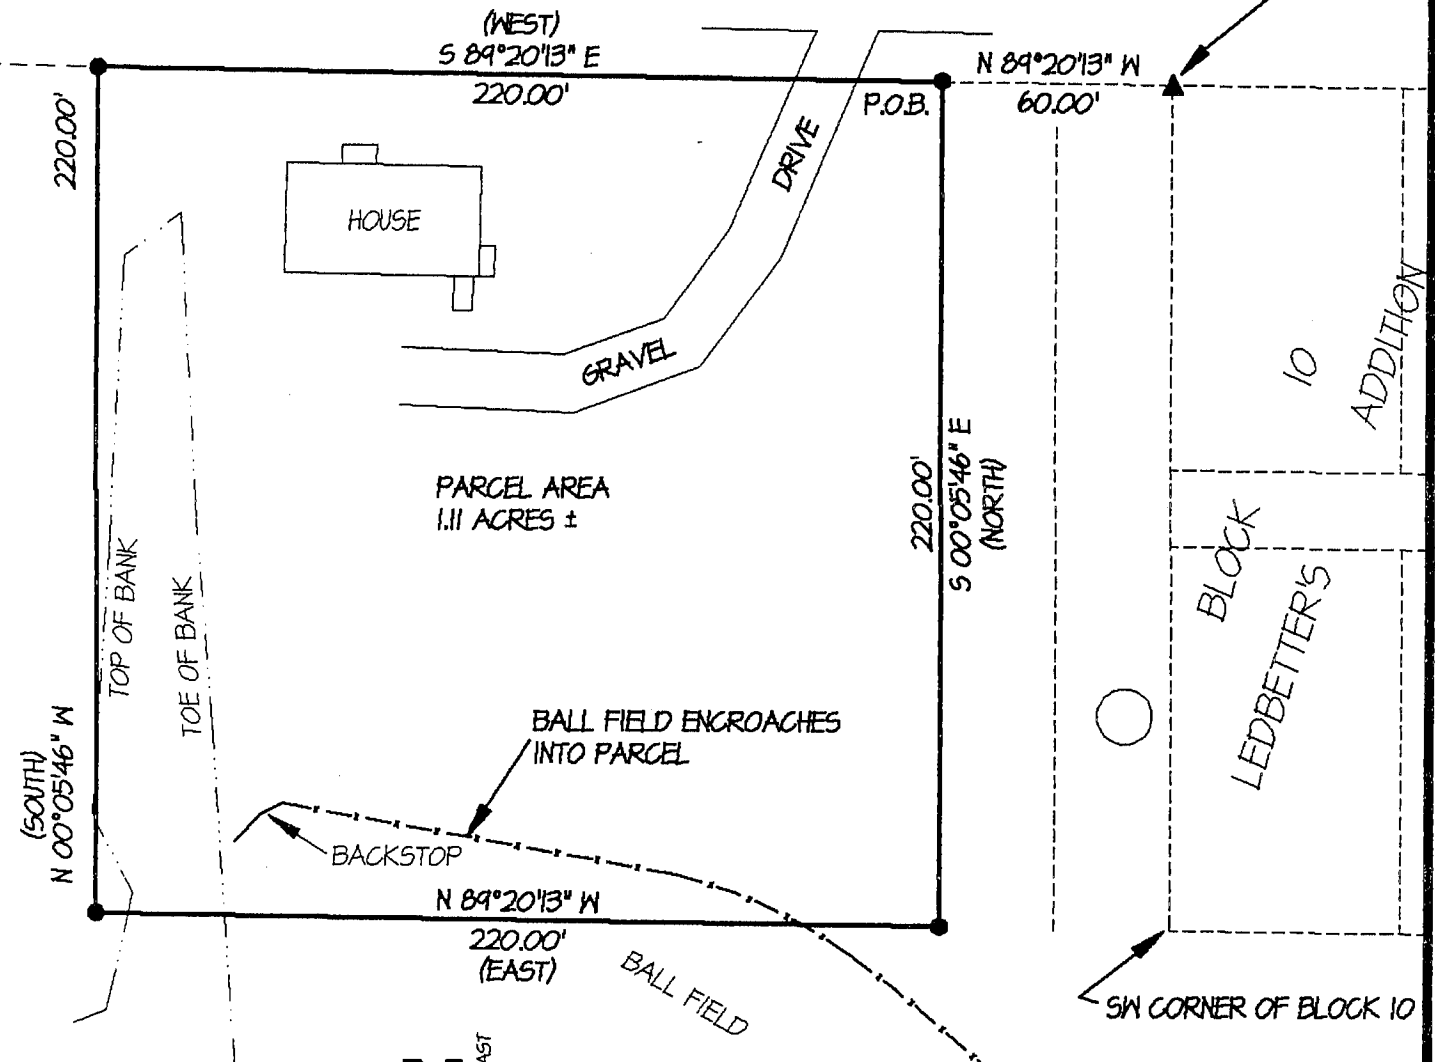 (WEST)
S 89°20'13" E
220.00'
N 89°20'13" W
60.00'
P.O.B.
220.00'
HOUSE
DRIVE
GRAVEL
10
ADDITION
PARCEL AREA
1.11 ACRES ±
220.00'
S 00°05'46" E
(NORTH)
BLOCK
LEDBETTER'S
TOP OF BANK
TOE OF BANK
BALL FIELD ENCROACHES
INTO PARCEL
(SOUTH)
N 00°05'46" W
BACKSTOP
N 89°20'13" W
220.00'
(EAST)
BALL FIELD
SW CORNER OF BLOCK 10